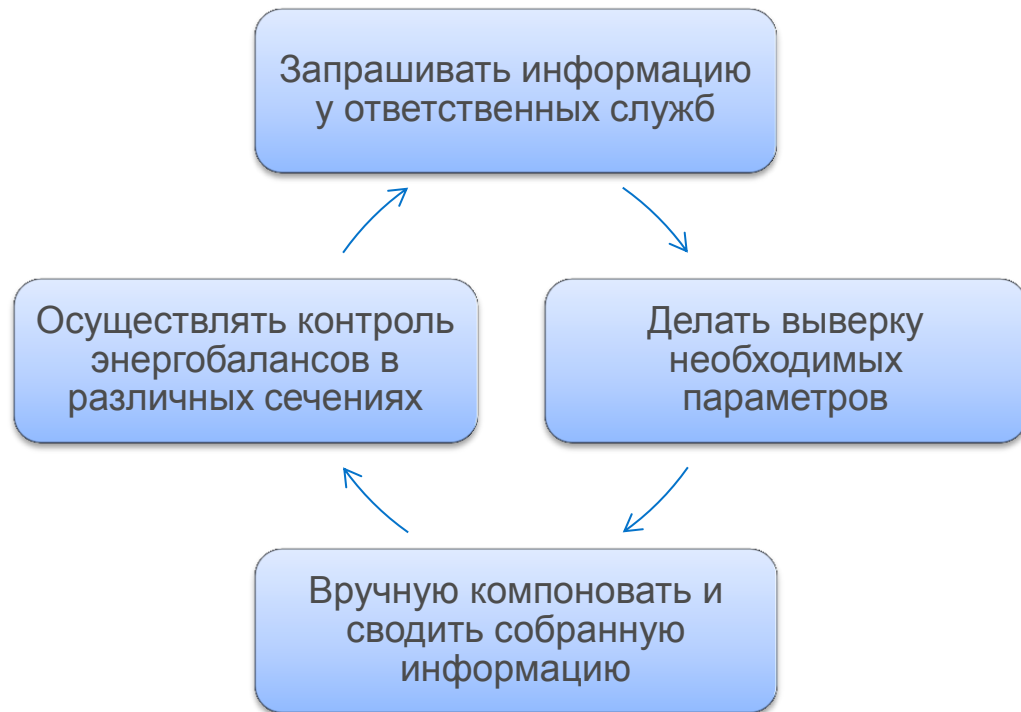 Запрашивать информацию
у ответственных служб
Осуществлять контроль
энергобалансов в
различных сечениях
Делать выверку
необходимых
параметров
Вручную компоновать и
сводить собранную
информацию